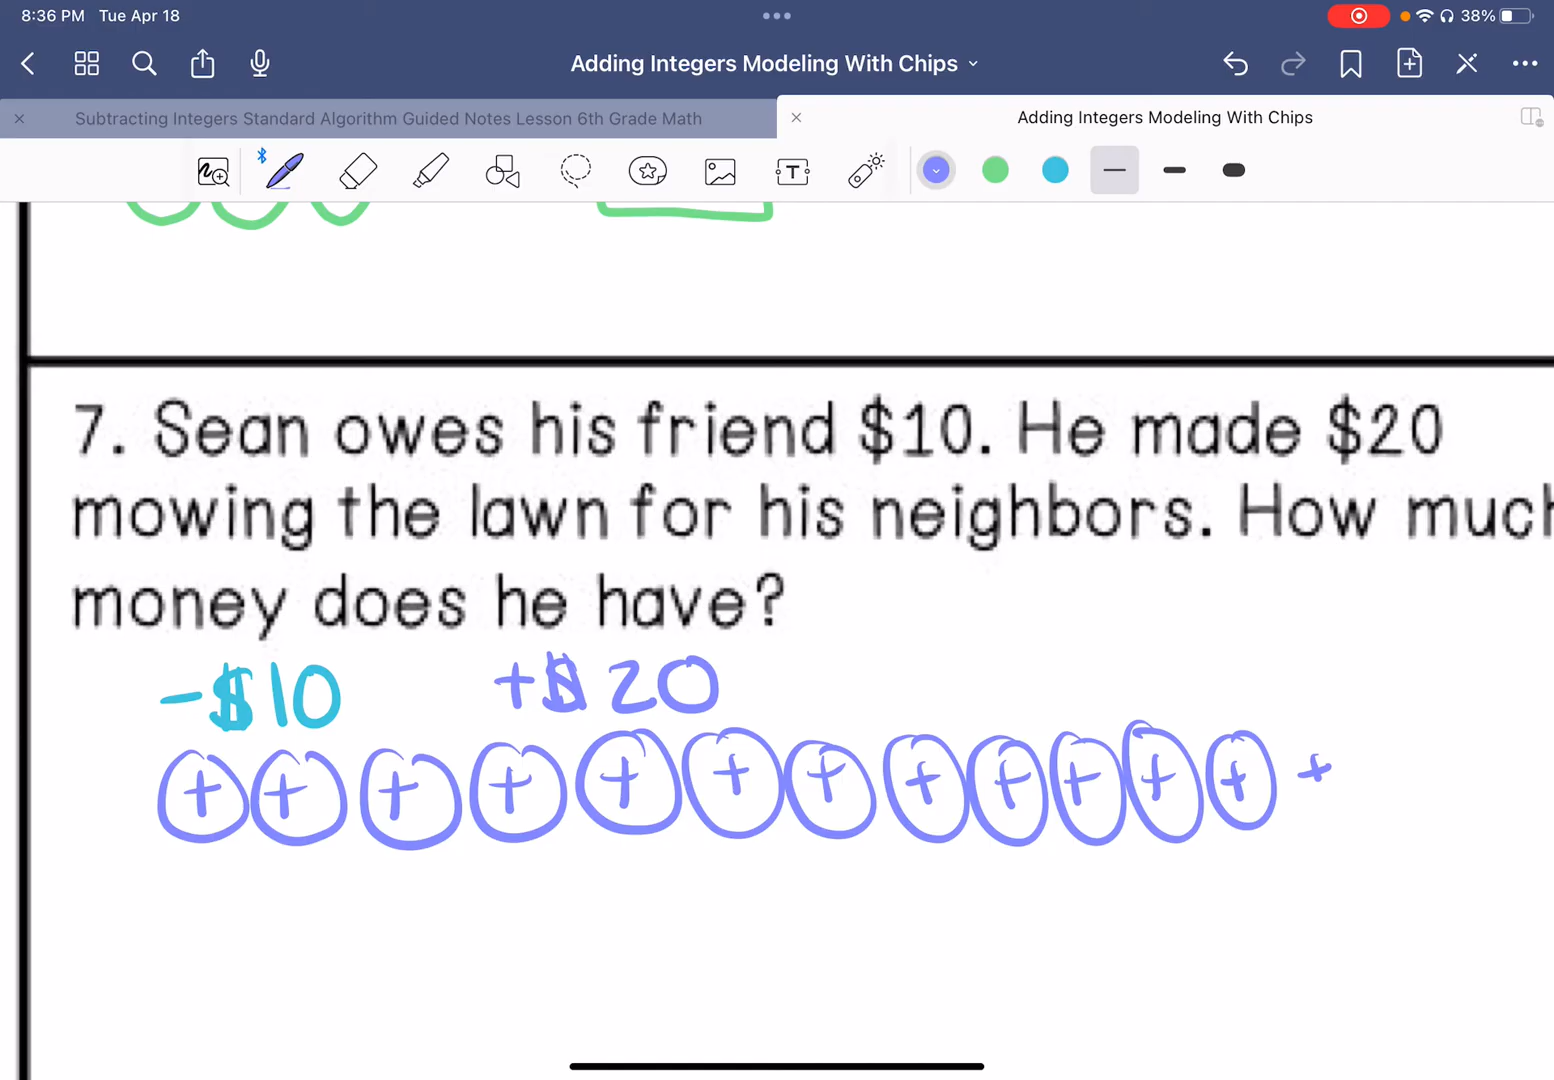 8:36 PM Tue Apr 18
38%
Adding Integers Modeling With Chips
Subtracting Integers Standard Algorithm Guided Notes Lesson 6th Grade Math
Adding Integers Modeling With Chips
T
7. Sean owes his friend $10. He made $20
mowing the lawn for his neighbors. How much
money does he have?
-$10 +$20
+ + + + + + + + + + + + +